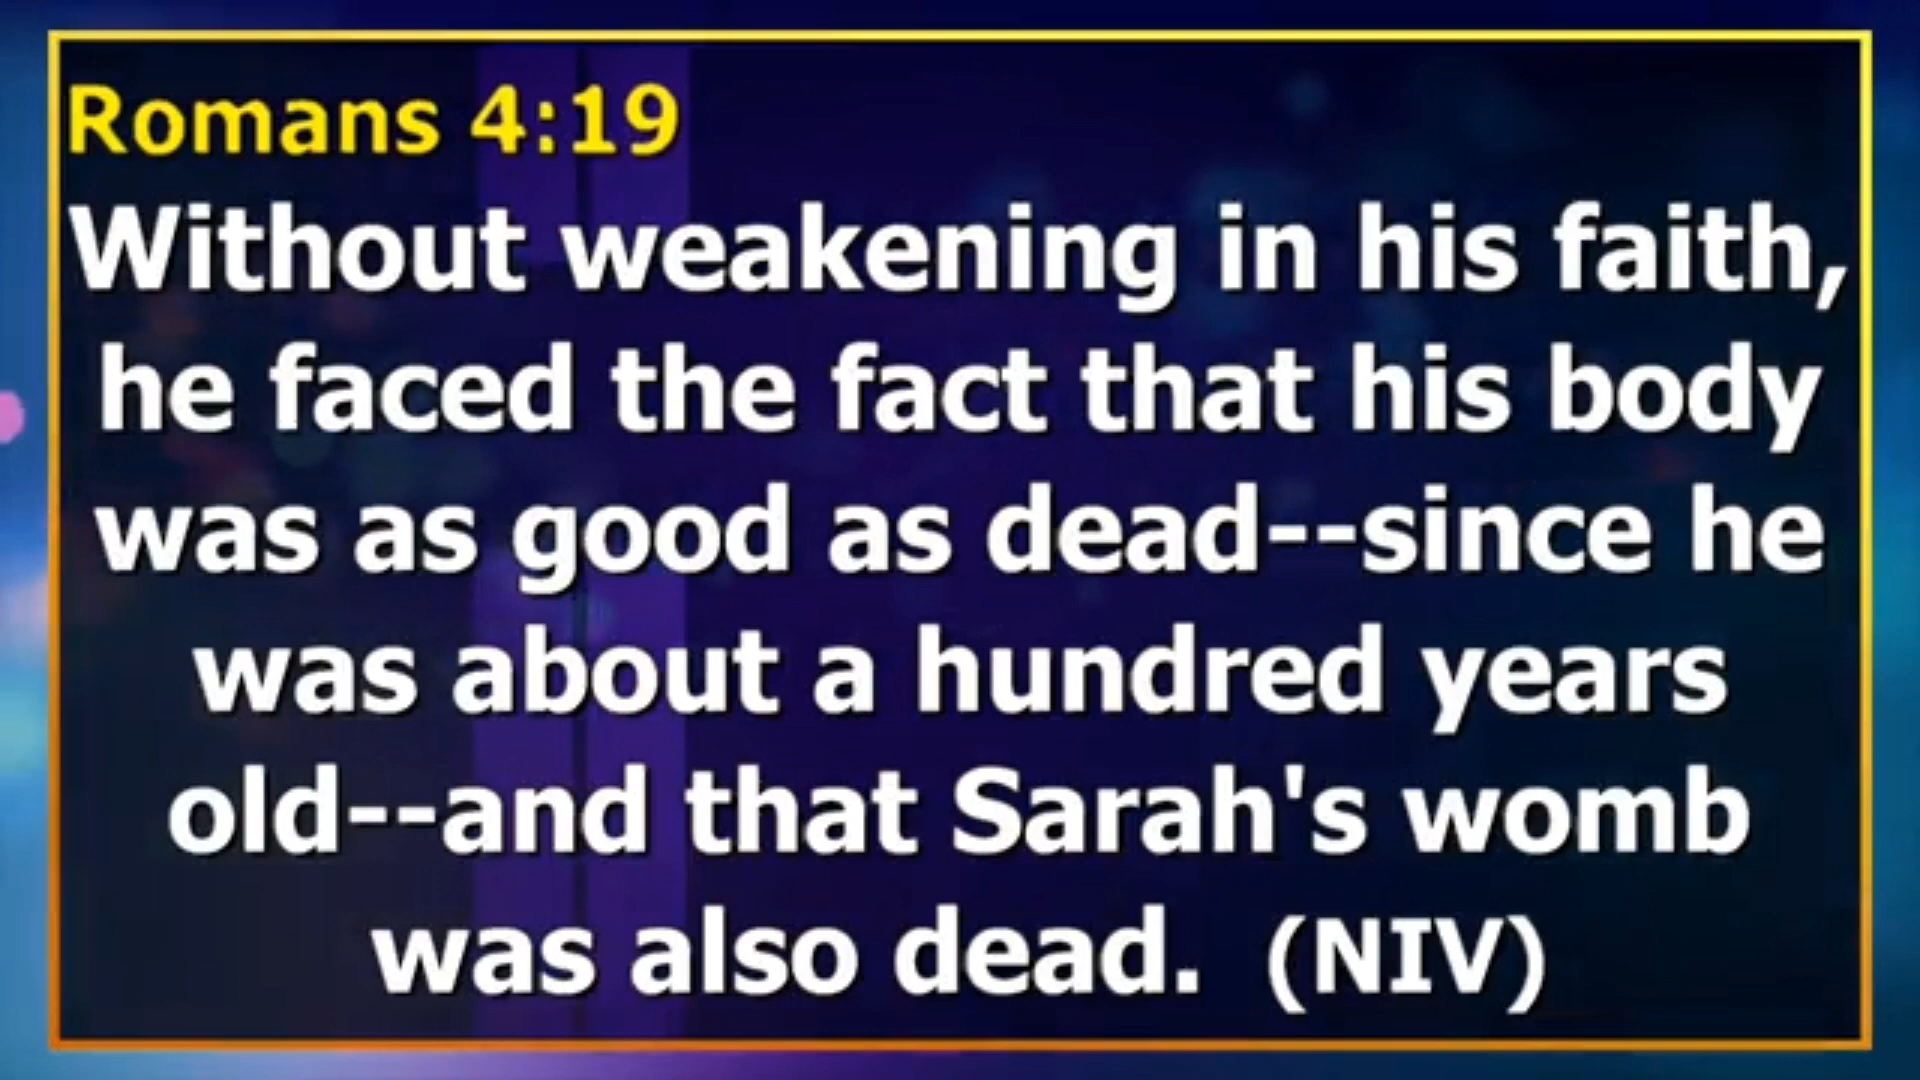 Romans 4:19
Without weakening in his faith,
he faced the fact that his body
was as good as dead--since he
was about a hundred years
old--and that Sarah's womb
was also dead. (NIV)